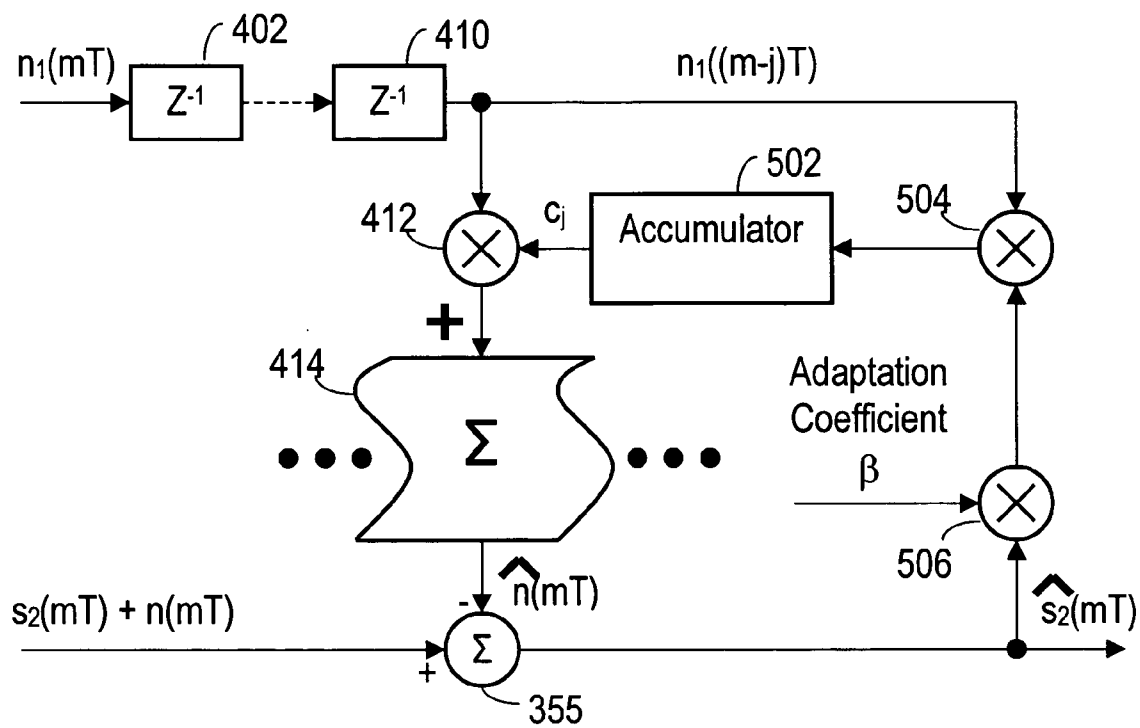 402
410
n₁(mT)
Z⁻¹
Z⁻¹
n₁((m-j)T)
502
504
412
cⱼ
Accumulator
+
414
Σ
Adaptation
Coefficient
β
506
n̂(mT)
ŝ₂(mT)
s₂(mT) + n(mT)
-
+
Σ
355